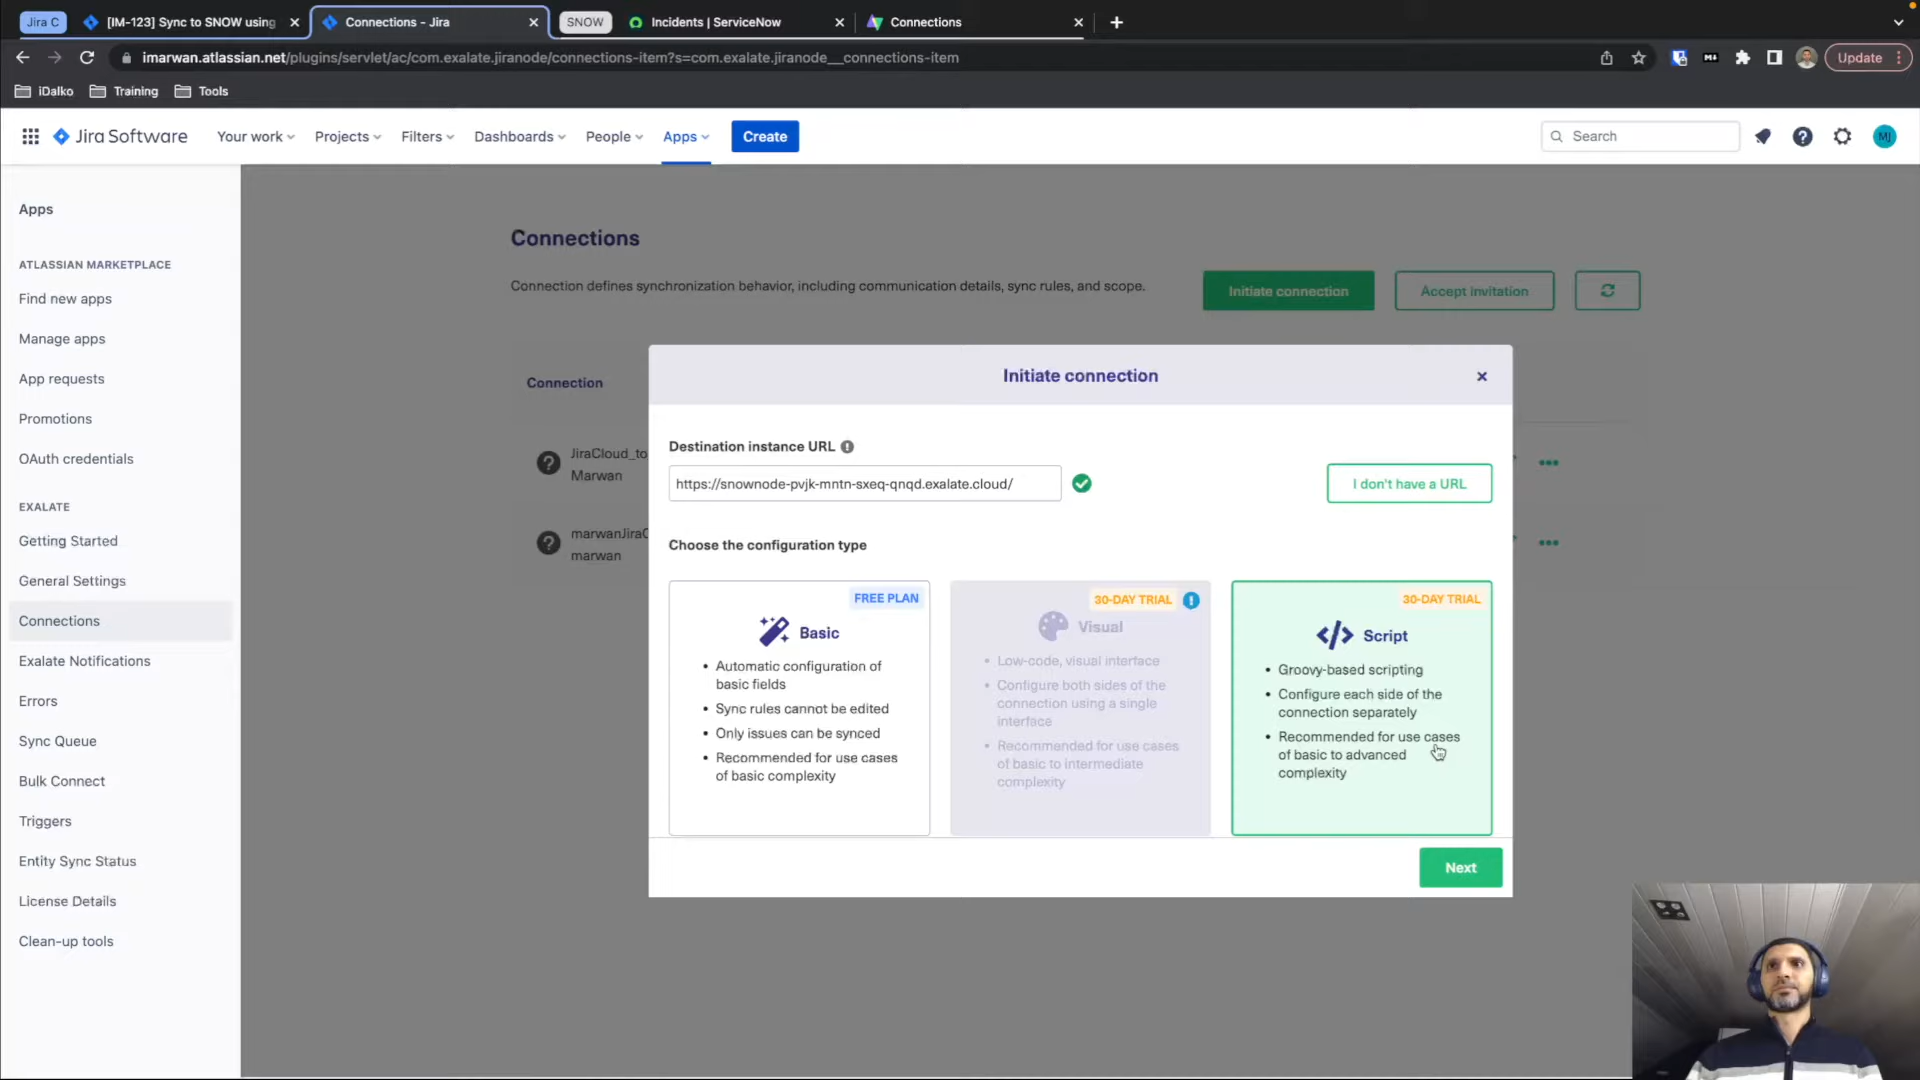 Jira C
[IM-123] Sync to SNOW using
Connections - Jira
SNOW
Incidents | ServiceNow
Connections
imarwan.atlassian.net/plugins/servlet/ac/com.exalate.jiranode/connections-item?s=com.exalate.jiranode__connections-item
Update
iDalko
Training
Tools
Jira Software
Your work
Projects
Filters
Dashboards
People
Apps
Create
Search
MJ
Apps
ATLASSIAN MARKETPLACE
Find new apps
Manage apps
App requests
Promotions
OAuth credentials
EXALATE
Getting Started
General Settings
Connections
Exalate Notifications
Errors
Sync Queue
Bulk Connect
Triggers
Entity Sync Status
License Details
Clean-up tools
Connections
Connection defines synchronization behavior, including communication details, sync rules, and scope.
Initiate connection
Accept invitation
Connection
JiraCloud_to
Marwan
marwanJiraC
marwan
Initiate connection
Destination instance URL
https://snownode-pvjk-mntn-sxeq-qnqd.exalate.cloud/
I don't have a URL
Choose the configuration type
FREE PLAN
Basic
• Automatic configuration of
basic fields
• Sync rules cannot be edited
• Only issues can be synced
• Recommended for use cases
of basic complexity
30-DAY TRIAL
Visual
• Low-code, visual interface
• Configure both sides of the
connection using a single
interface
• Recommended for use cases
of basic to intermediate
complexity
30-DAY TRIAL
Script
• Groovy-based scripting
• Configure each side of the
connection separately
• Recommended for use cases
of basic to advanced
complexity
Next